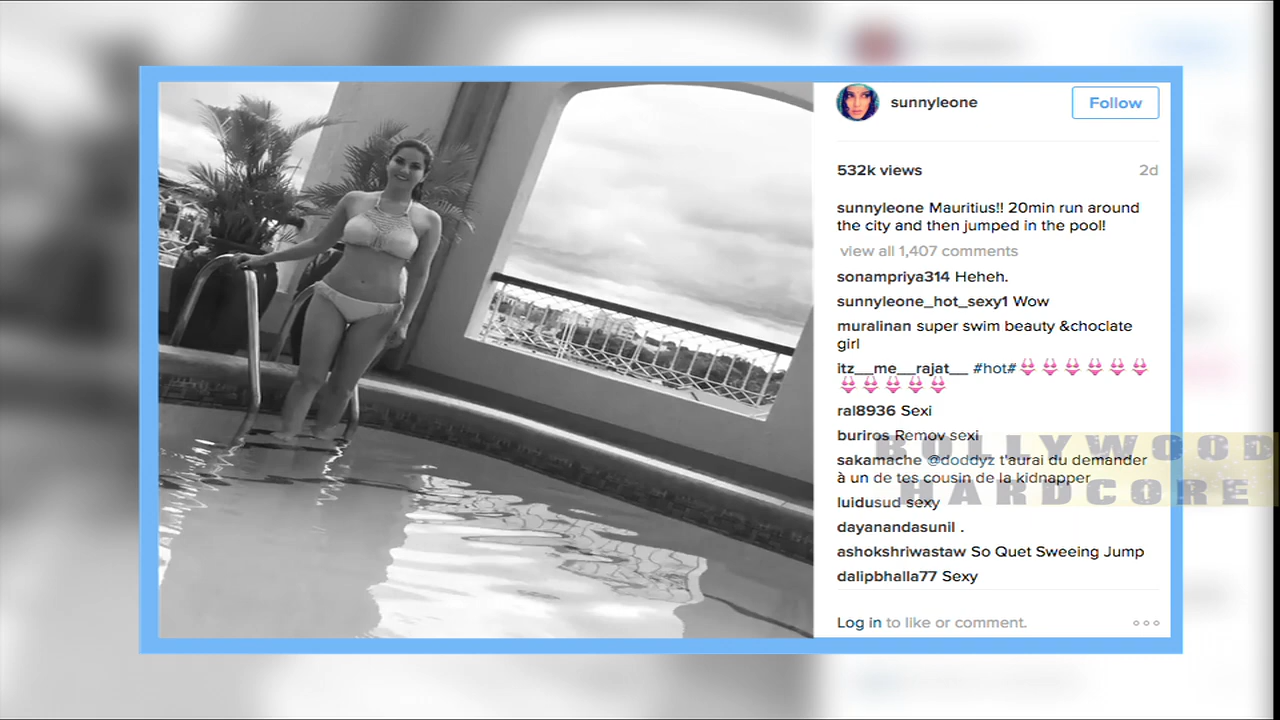 sunnyleone
Follow
532k views
2d
sunnyleone Mauritius!! 20min run around
the city and then jumped in the pool!
view all 1,407 comments
sonampriya314 Heheh.
sunnyleone_hot_sexy1 Wow
muralinan super swim beauty &choclate
girl
itz__me__rajat__ #hot#
ral8936 Sexi
buriros Remov sexi
sakamache @doddyz t'aurai du demander
à un de tes cousin de la kidnapper
luidusud sexy
dayanandasunil .
ashokshriwastaw So Quet Sweeing Jump
dalipbhalla77 Sexy
Log in to like or comment.
BOLLYWOOD
HARDCORE